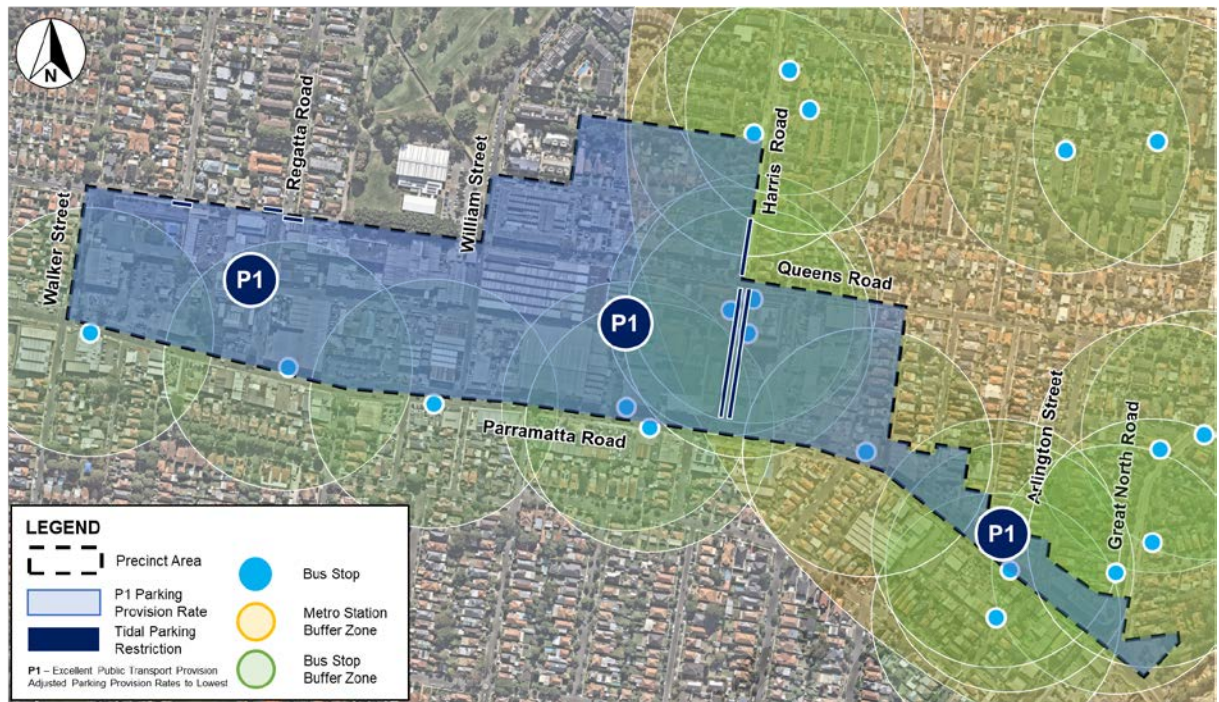 N
Regatta Road
Harris Road
William Street
Walker Street
P1
Queens Road
P1
Parramatta Road
Arlington Street
Great North Road
P1
LEGEND
Precinct Area
P1 Parking
Provision Rate
Tidal Parking
Restriction
P1 – Excellent Public Transport Provision
Adjusted Parking Provision Rates to Lowest
Bus Stop
Metro Station
Buffer Zone
Bus Stop
Buffer Zone